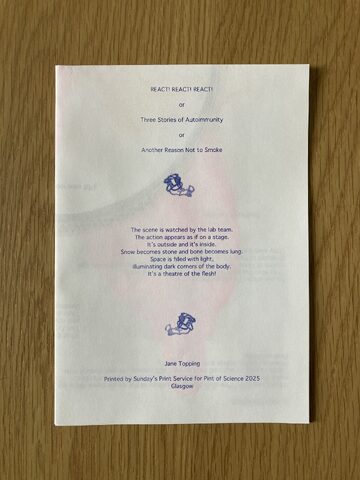 REACT! REACT! REACT!
or
Three Stories of Autoimmunity
or
Another Reason Not to Smoke
The scene is watched by the lab team.
The action appears as if on a stage.
It's outside and it's inside.
Snow becomes stone and bone becomes lung.
Space is filled with light,
illuminating dark corners of the body.
It's a theatre of the flesh!
Jane Topping
Printed by Sunday's Print Service for Pint of Science 2025
Glasgow